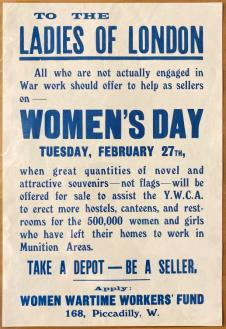 TO THE
LADIES OF LONDON
All who are not actually engaged in
War work should offer to help as sellers
on —
WOMEN'S DAY
TUESDAY, FEBRUARY 27TH,
when great quantities of novel and
attractive souvenirs—not flags—will be
offered for sale to assist the Y.W.C.A.
to erect more hostels, canteens, and rest-
rooms for the 500,000 women and girls
who have left their homes to work in
Munition Areas.
TAKE A DEPOT — BE A SELLER.
Apply:
WOMEN WARTIME WORKERS' FUND
168, Piccadilly, W.